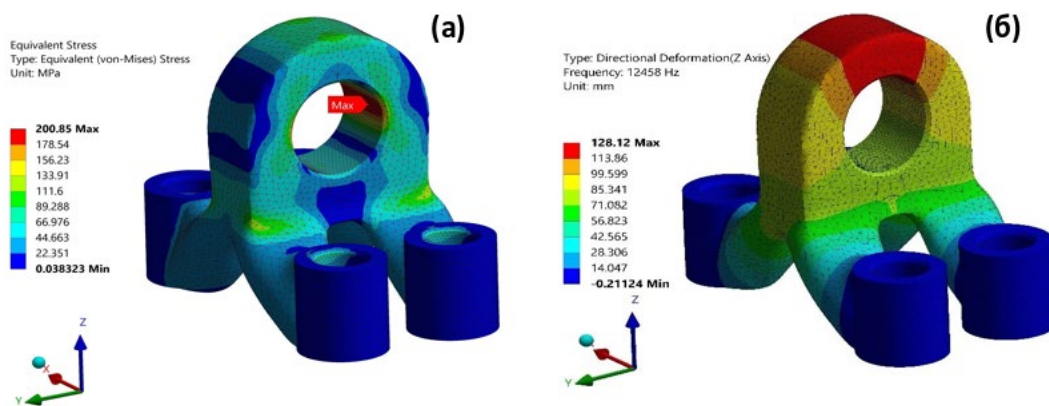 (а)
Equivalent Stress
Type: Equivalent (von-Mises) Stress
Unit: MPa
Max
200.85 Max
178.54
156.23
133.91
111.6
89.288
66.976
44.663
22.351
0.038323 Min
Z
X
Y
(б)
Type: Directional Deformation(Z Axis)
Frequency: 12458 Hz
Unit: mm
128.12 Max
113.86
99.599
85.341
71.082
56.823
42.565
28.306
14.047
-0.21124 Min
Z
Y